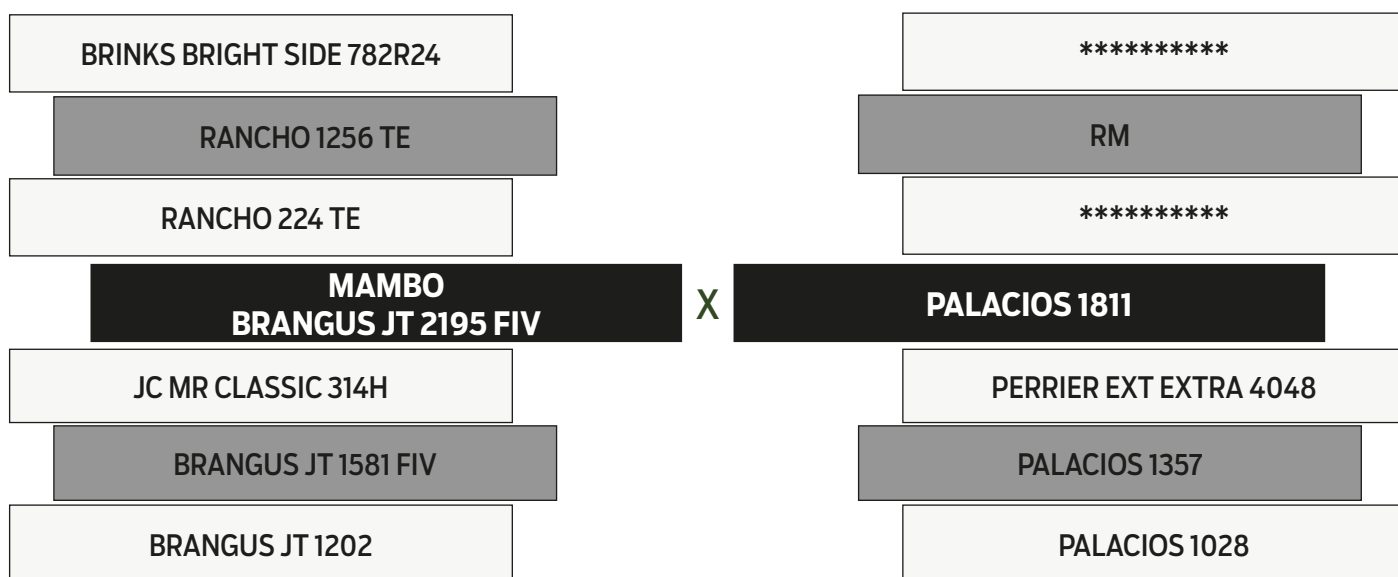 BRINKS BRIGHT SIDE 782R24
**********
RANCHO 1256 TE
RM
RANCHO 224 TE
**********
MAMBO
BRANGUS JT 2195 FIV
X
PALACIOS 1811
JC MR CLASSIC 314H
PERRIER EXT EXTRA 4048
BRANGUS JT 1581 FIV
PALACIOS 1357
BRANGUS JT 1202
PALACIOS 1028